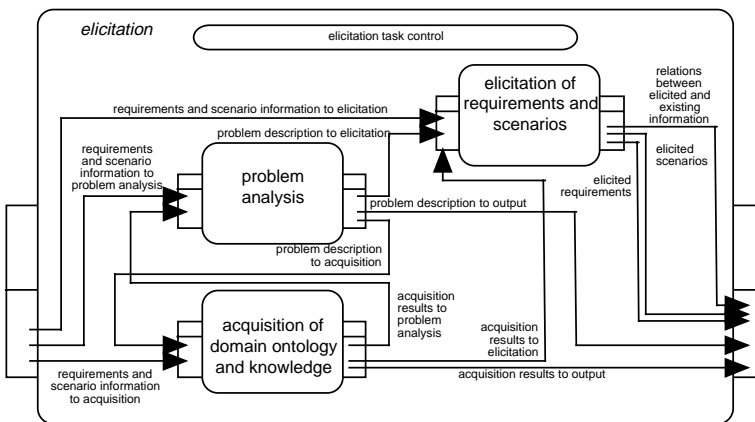 elicitation
elicitation task control
elicitation of
requirements and
scenarios
relations
between
elicited and
existing
information
requirements and scenario information to elicitation
problem description to elicitation
requirements
and scenario
information to
problem analysis
problem
analysis
elicited
scenarios
elicited
requirements
problem description to output
problem description
to acquisition
acquisition of
domain ontology
and knowledge
acquisition
results to
problem
analysis
acquisition
results to
elicitation
requirements and
scenario information
to acquisition
acquisition results to output